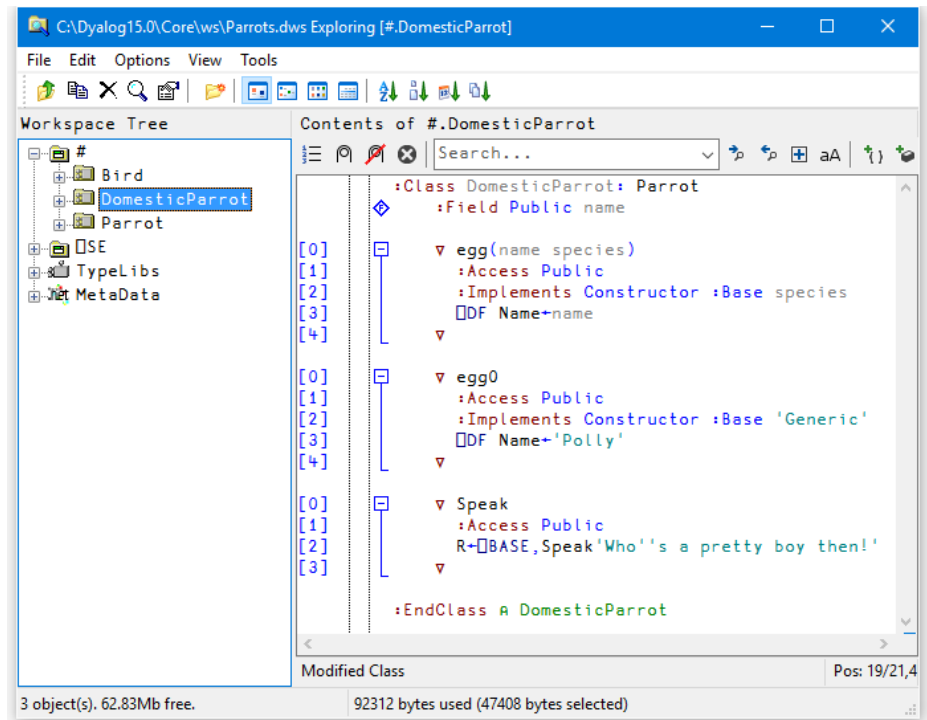 C:\Dyalog15.0\Core\ws\Parrots.dws Exploring [#.DomesticParrot]
File Edit Options View Tools
Workspace Tree
#
Bird
DomesticParrot
Parrot
⎕SE
TypeLibs
MetaData
Contents of #.DomesticParrot
Search...
aA
:Class DomesticParrot: Parrot
:Field Public name
[0] ∇ egg(name species)
[1] :Access Public
[2] :Implements Constructor :Base species
[3] ⎕DF Name←name
[4] ∇
[0] ∇ egg0
[1] :Access Public
[2] :Implements Constructor :Base 'Generic'
[3] ⎕DF Name←'Polly'
[4] ∇
[0] ∇ Speak
[1] :Access Public
[2] R←⎕BASE,Speak'Who''s a pretty boy then!'
[3] ∇
:EndClass ⍝ DomesticParrot
Modified Class
Pos: 19/21,4
3 object(s). 62.83Mb free.
92312 bytes used (47408 bytes selected)